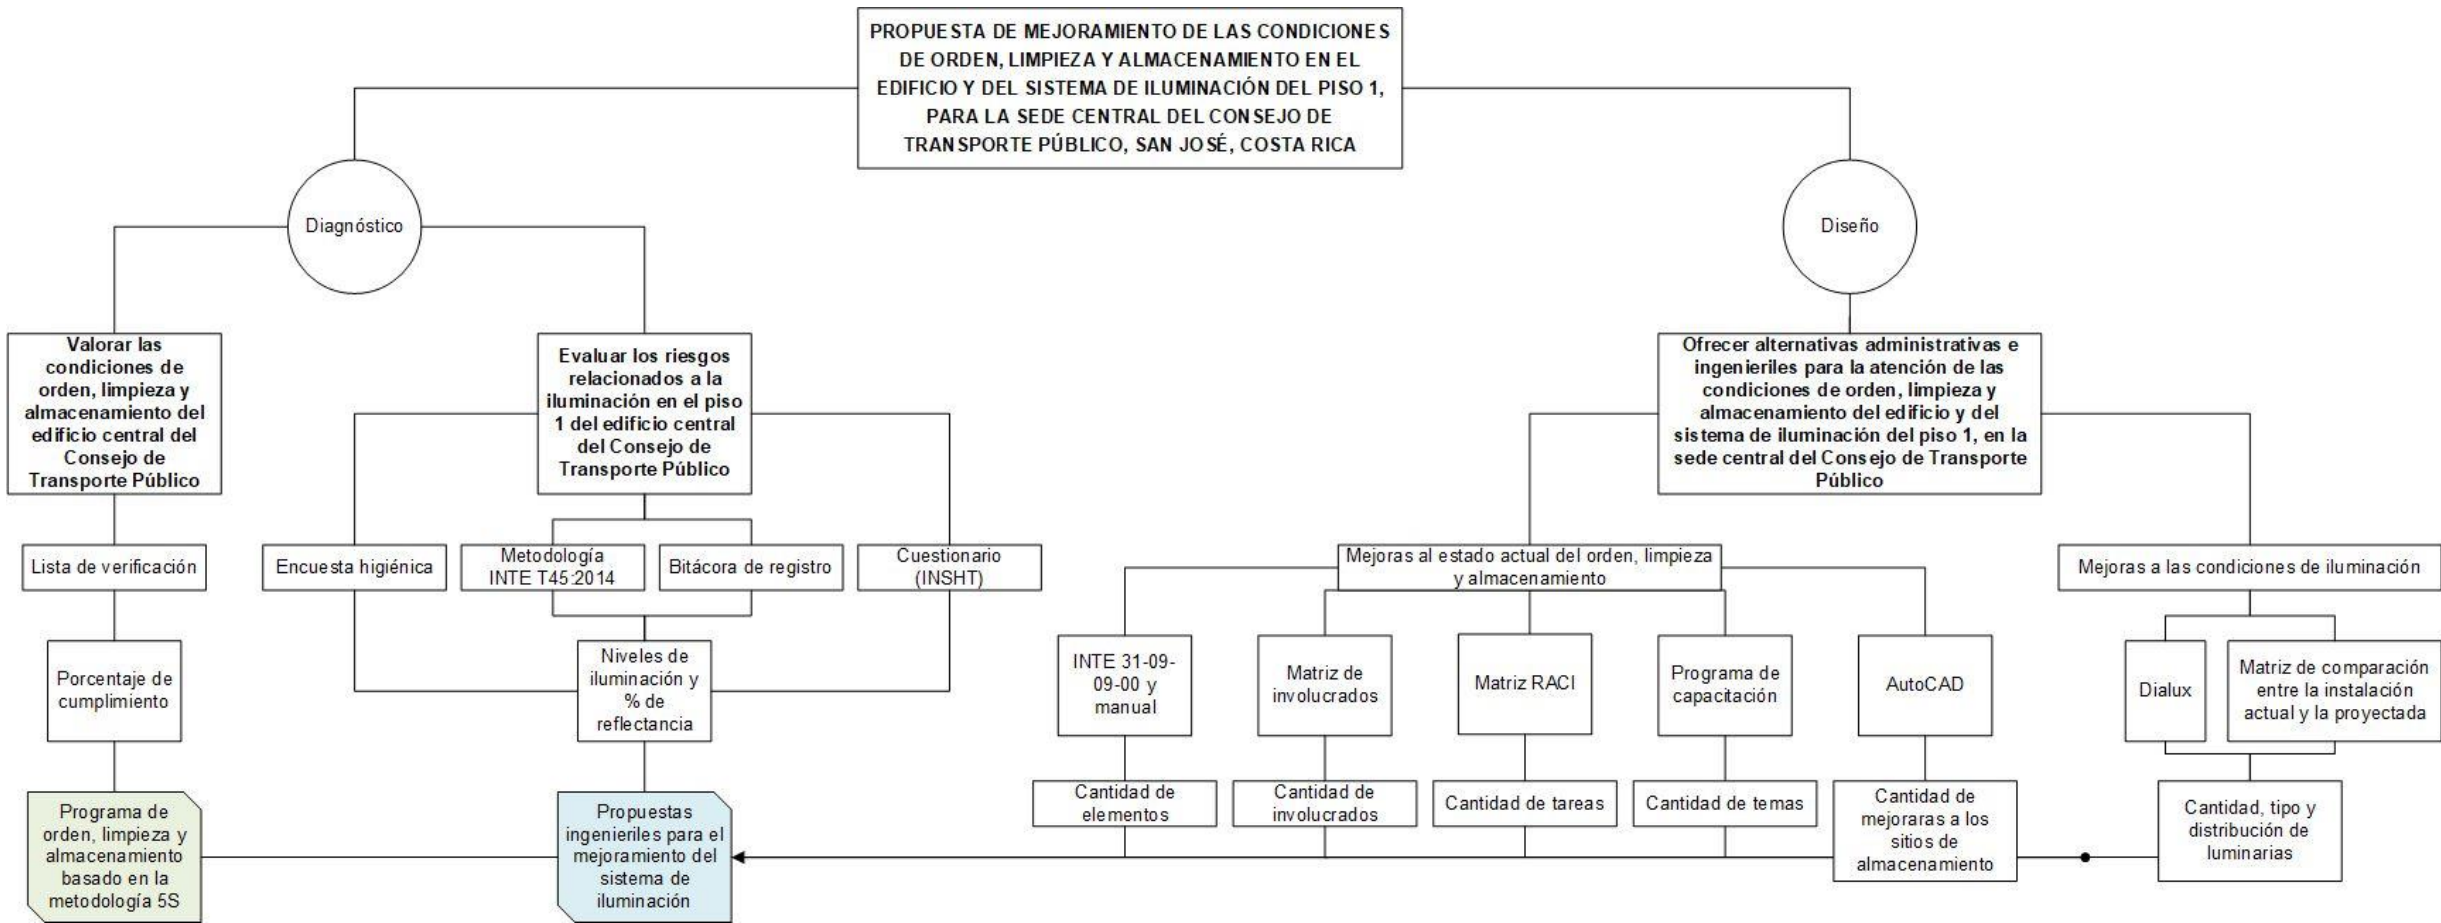 PROPUESTA DE MEJORAMIENTO DE LAS CONDICIONES
DE ORDEN, LIMPIEZA Y ALMACENAMIENTO EN EL
EDIFICIO Y DEL SISTEMA DE ILUMINACIÓN DEL PISO 1,
PARA LA SEDE CENTRAL DEL CONSEJO DE
TRANSPORTE PÚBLICO, SAN JOSÉ, COSTA RICA
Diagnóstico
Diseño
Valorar las
condiciones de
orden, limpieza y
almacenamiento del
edificio central del
Consejo de
Transporte Público
Evaluar los riesgos
relacionados a la
iluminación en el piso
1 del edificio central
del Consejo de
Transporte Público
Ofrecer alternativas administrativas e
ingenieriles para la atención de las
condiciones de orden, limpieza y
almacenamiento del edificio y del
sistema de iluminación del piso 1, en la
sede central del Consejo de Transporte
Público
Lista de verificación
Encuesta higiénica
Metodología
INTE T45:2014
Bitácora de registro
Cuestionario
(INSHT)
Mejoras al estado actual del orden, limpieza
y almacenamiento
Mejoras a las condiciones de iluminación
Porcentaje de
cumplimiento
Niveles de
iluminación y
% de
reflectancia
INTE 31-09-
09-00 y
manual
Matriz de
involucrados
Matriz RACI
Programa de
capacitación
AutoCAD
Dialux
Matriz de comparación
entre la instalación
actual y la proyectada
Programa de
orden, limpieza y
almacenamiento
basado en la
metodología 5S
Propuestas
ingenieriles para el
mejoramiento del
sistema de
iluminación
Cantidad de
elementos
Cantidad de
involucrados
Cantidad de tareas
Cantidad de temas
Cantidad de
mejoraras a los
sitios de
almacenamiento
Cantidad, tipo y
distribución de
luminarias